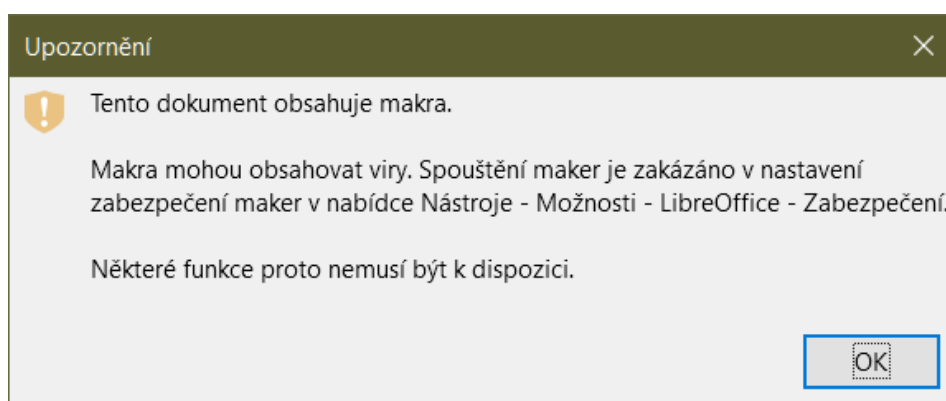 Upozornění
Tento dokument obsahuje makra.
Makra mohou obsahovat viry. Spouštění maker je zakázáno v nastavení
zabezpečení maker v nabídce Nástroje - Možnosti - LibreOffice - Zabezpečení.
Některé funkce proto nemusí být k dispozici.
OK